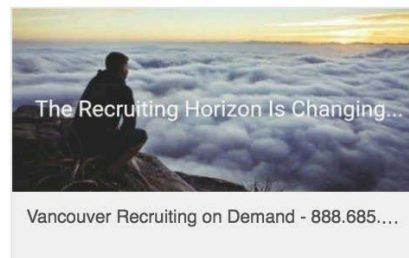 The Recruiting Horizon Is Changing...
Vancouver Recruiting on Demand - 888.685.…